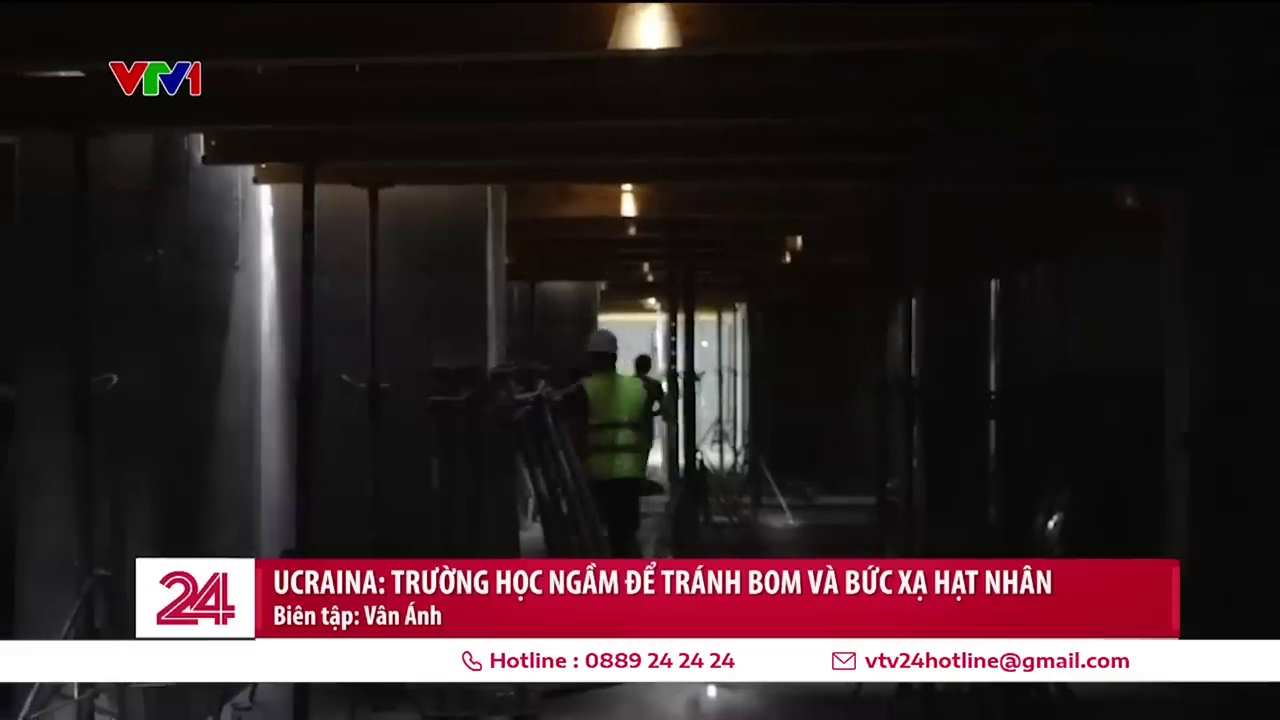 VTV1
24
UCRAINA: TRƯỜNG HỌC NGẦM ĐỂ TRÁNH BOM VÀ BỨC XẠ HẠT NHÂN
Biên tập: Vân Ánh
Hotline : 0889 24 24 24
vtv24hotline@gmail.com